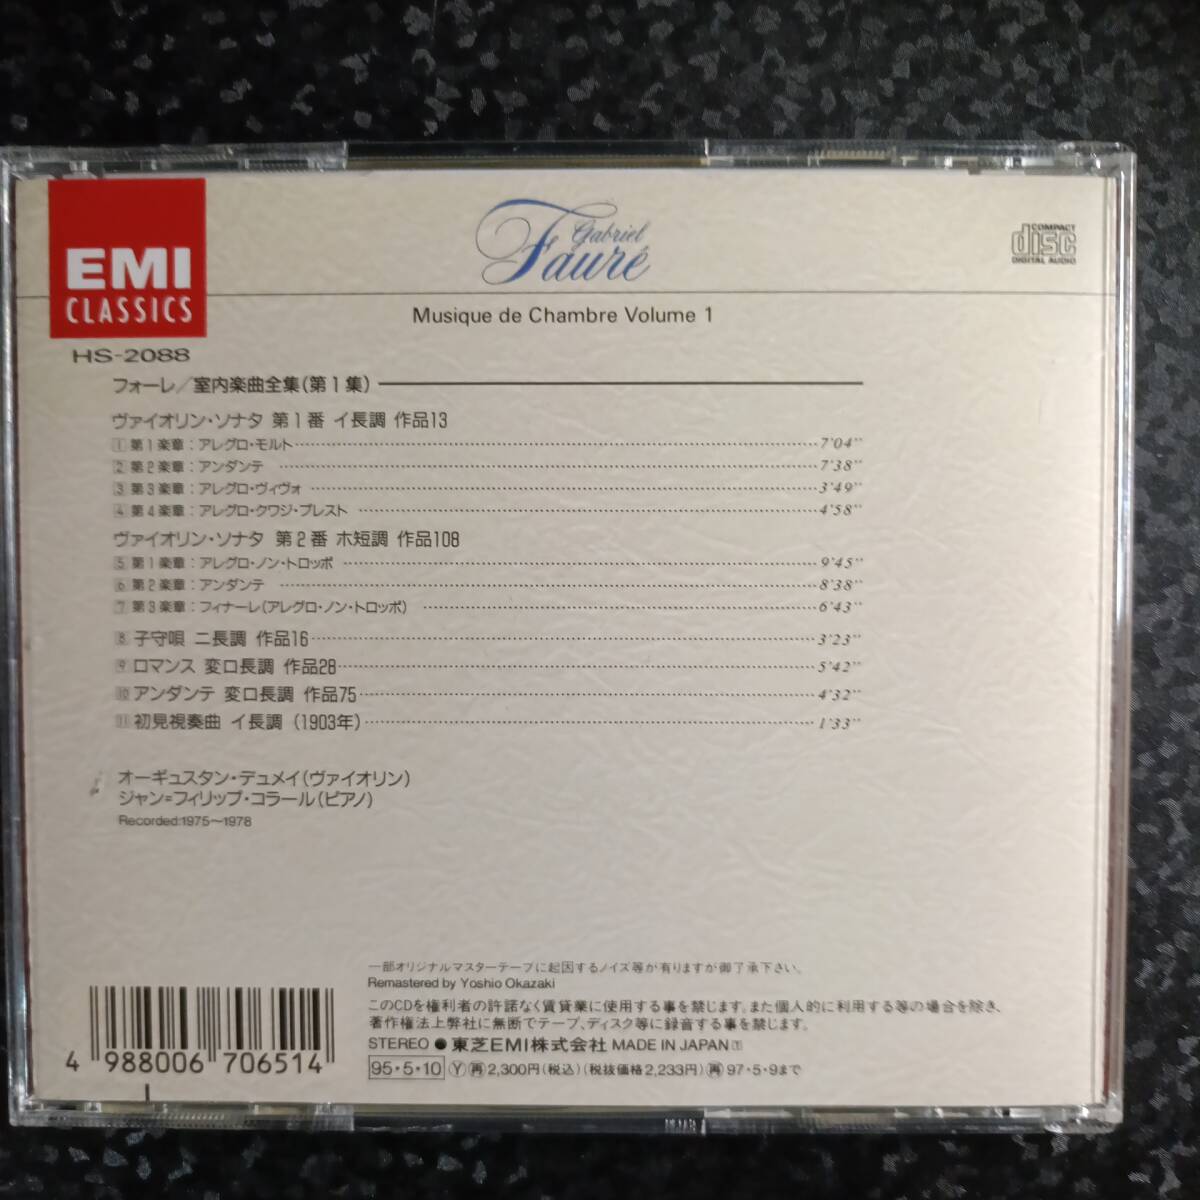 EMI
CLASSICS
Gabriel
Fauré
COMPACT
disc
DIGITAL AUDIO
Musique de Chambre Volume 1
HS-2088
フォーレ/室内楽曲全集(第1集)
ヴァイオリン・ソナタ 第1番 イ長調 作品13
1 第1楽章:アレグロ・モルト 7'04''
2 第2楽章:アンダンテ 7'38''
3 第3楽章:アレグロ・ヴィヴォ 3'49''
4 第4楽章:アレグロ・クワジ・プレスト 4'58''
ヴァイオリン・ソナタ 第2番 ホ短調 作品108
5 第1楽章:アレグロ・ノン・トロッポ 9'45''
6 第2楽章:アンダンテ 8'38''
7 第3楽章:フィナーレ(アレグロ・ノン・トロッポ) 6'43''
8 子守唄 ニ長調 作品16 3'23''
9 ロマンス 変ロ長調 作品28 5'42''
10 アンダンテ 変ロ長調 作品75 4'32''
11 初見視奏曲 イ長調 (1903年) 1'33''
オーギュスタン・デュメイ(ヴァイオリン)
ジャン=フィリップ・コラール(ピアノ)
Recorded:1975〜1978
一部オリジナルマスターテープに起因するノイズ等が有りますが御了承下さい。
Remastered by Yoshio Okazaki
このCDを権利者の許諾なく賃貸業に使用する事を禁じます。また個人的に利用する等の場合を除き、
著作権法上弊社に無断でテープ、ディスク等に録音する事を禁じます。
STEREO ● 東芝EMI株式会社 MADE IN JAPAN 1
95・5・10 Ⓨ再 2,300円(税込)(税抜価格2,233円) 再 97・5・9まで
4 988006 706514